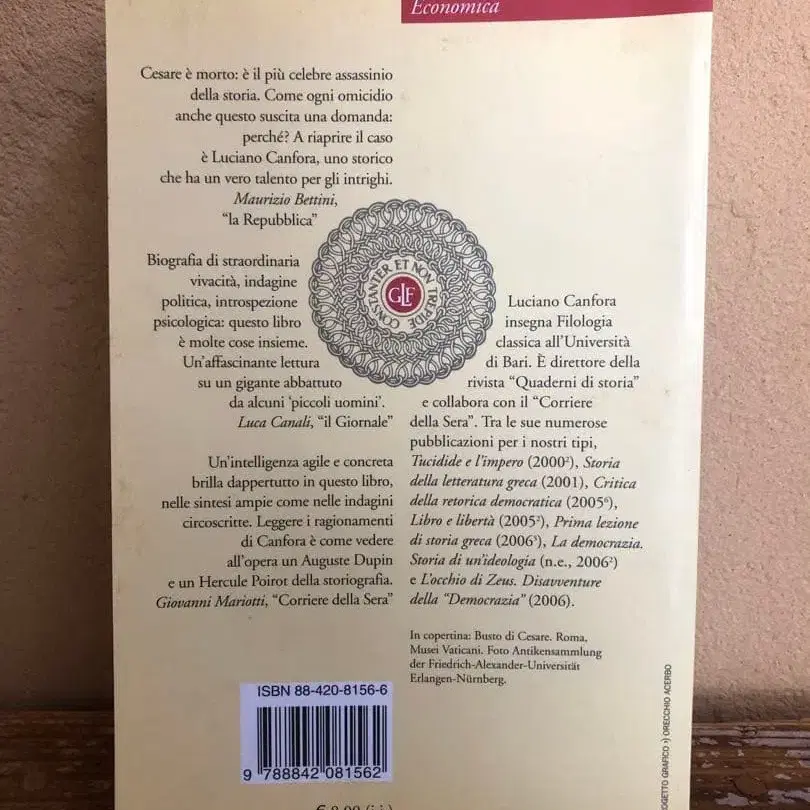 Economica
Cesare è morto: è il più celebre assassinio
della storia. Come ogni omicidio
anche questo suscita una domanda:
perché? A riaprire il caso
è Luciano Canfora, uno storico
che ha un vero talento per gli intrighi.
Maurizio Bettini,
“la Repubblica”
Biografia di straordinaria
vivacità, indagine
politica, introspezione
psicologica: questo libro
è molte cose insieme.
Un’affascinante lettura
su un gigante abbattuto
da alcuni ‘piccoli uomini’.
Luca Canali, “il Giornale”
Un’intelligenza agile e concreta
brilla dappertutto in questo libro,
nelle sintesi ampie come nelle indagini
circoscritte. Leggere i ragionamenti
di Canfora è come vedere
all’opera un Auguste Dupin
e un Hercule Poirot della storiografia.
Giovanni Mariotti, “Corriere della Sera”
CONSTANTER ET NON TREPIDE
GLF
Luciano Canfora
insegna Filologia
classica all’Università
di Bari. È direttore della
rivista “Quaderni di storia”
e collabora con il “Corriere
della Sera”. Tra le sue numerose
pubblicazioni per i nostri tipi,
Tucidide e l’impero (2000²), Storia
della letteratura greca (2001), Critica
della retorica democratica (2005⁶),
Libro e libertà (2005²), Prima lezione
di storia greca (2006³), La democrazia.
Storia di un’ideologia (n.e., 2006²)
e L’occhio di Zeus. Disavventure
della “Democrazia” (2006).
In copertina: Busto di Cesare. Roma,
Musei Vaticani. Foto Antikensammlung
der Friedrich-Alexander-Universität
Erlangen-Nürnberg.
ISBN 88-420-8156-6
9 788842 081562
OGETTO GRAFICO ») ORECCHIO ACERBO